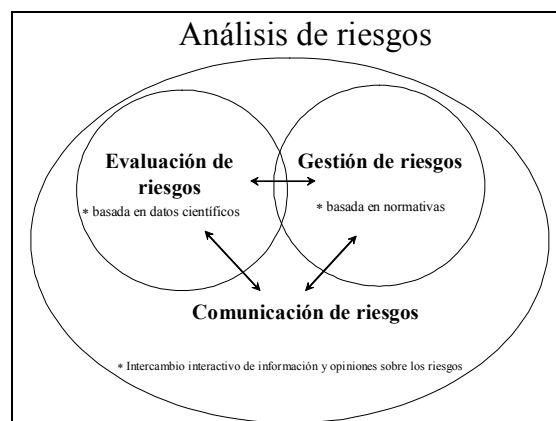 Análisis de riesgos
Evaluación de
riesgos
* basada en datos científicos
Gestión de riesgos
* basada en normativas
Comunicación de riesgos
* Intercambio interactivo de información y opiniones sobre los riesgos